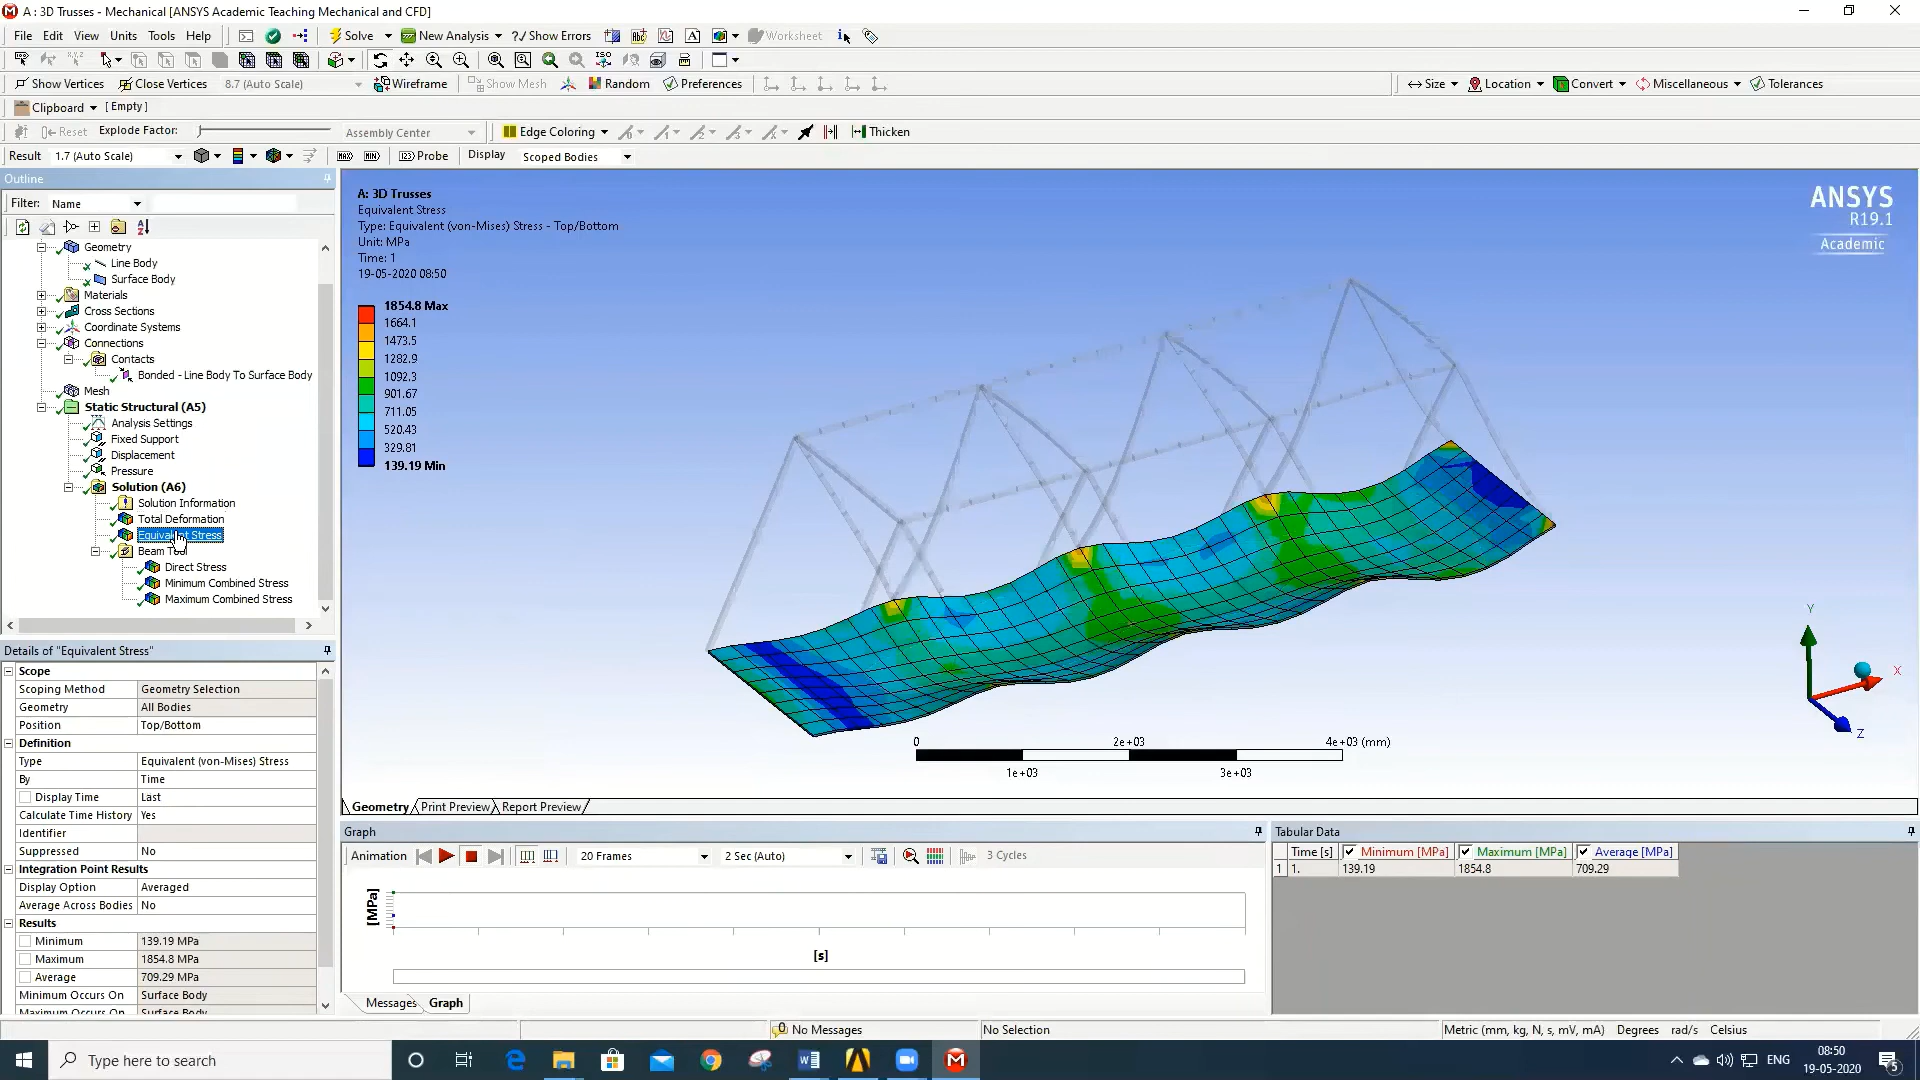 A : 3D Trusses - Mechanical [ANSYS Academic Teaching Mechanical and CFD]
File Edit View Units Tools Help Solve New Analysis ?/ Show Errors Worksheet
Show Vertices Close Vertices 8.7 (Auto Scale) Wireframe Show Mesh Random Preferences Size Location Convert Miscellaneous Tolerances
Clipboard [ Empty ]
Reset Explode Factor: Assembly Center Edge Coloring Thicken
Result 1.7 (Auto Scale) MAX MIN Probe Display Scoped Bodies
Outline
Filter: Name
Geometry
Line Body
Surface Body
Materials
Cross Sections
Coordinate Systems
Connections
Contacts
Bonded - Line Body To Surface Body
Mesh
Static Structural (A5)
Analysis Settings
Fixed Support
Displacement
Pressure
Solution (A6)
Solution Information
Total Deformation
Equivalent Stress
Beam
Direct Stress
Minimum Combined Stress
Maximum Combined Stress
Details of "Equivalent Stress"
Scope
Scoping Method Geometry Selection
Geometry All Bodies
Position Top/Bottom
Definition
Type Equivalent (von-Mises) Stress
By Time
Display Time Last
Calculate Time History Yes
Identifier
Suppressed No
Integration Point Results
Display Option Averaged
Average Across Bodies No
Results
Minimum 139.19 MPa
Maximum 1854.8 MPa
Average 709.29 MPa
Minimum Occurs On Surface Body
Maximum Occurs On Surface Body
A: 3D Trusses
Equivalent Stress
Type: Equivalent (von-Mises) Stress - Top/Bottom
Unit: MPa
Time: 1
19-05-2020 08:50
1854.8 Max
1664.1
1473.5
1282.9
1092.3
901.67
711.05
520.43
329.81
139.19 Min
ANSYS
R19.1
Academic
Y
X
Z
0 2e+03 4e+03 (mm)
1e+03 3e+03
Geometry Print Preview Report Preview
Graph
Animation 20 Frames 2 Sec (Auto) 3 Cycles
[MPa]
[s]
Messages Graph
Tabular Data
Time [s] Minimum [MPa] Maximum [MPa] Average [MPa]
1 1. 139.19 1854.8 709.29
0 No Messages No Selection Metric (mm, kg, N, s, mV, mA) Degrees rad/s Celsius
Type here to search
ENG
08:50
19-05-2020
5